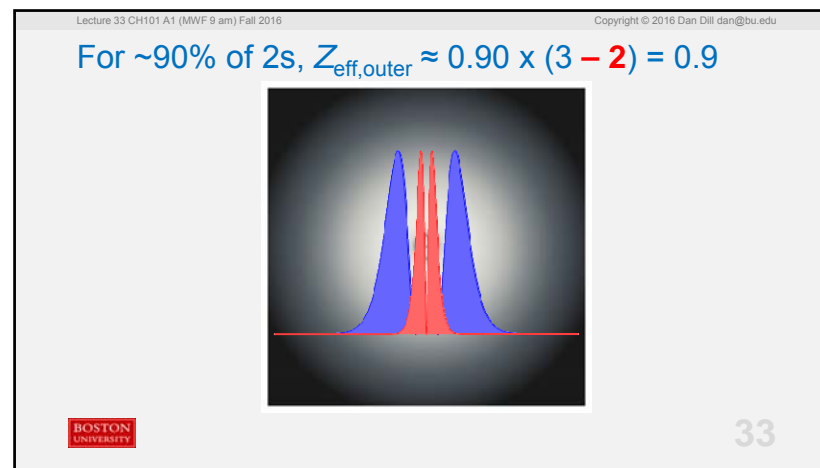 Lecture 33 CH101 A1 (MWF 9 am) Fall 2016
Copyright © 2016 Dan Dill dan@bu.edu
For ~90% of 2s, Zeff,outer ≈ 0.90 x (3 – 2) = 0.9
BOSTON
UNIVERSITY
33